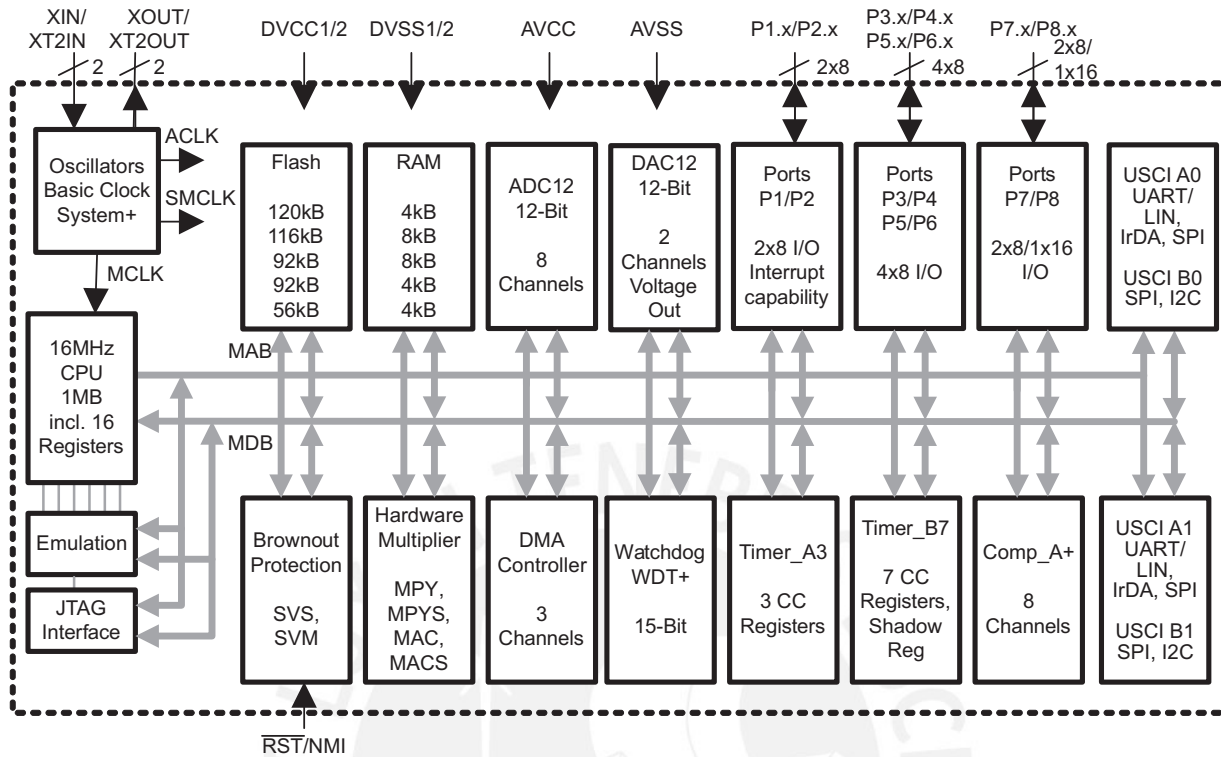 XIN/
XT2IN
XOUT/
XT2OUT
DVCC1/2
DVSS1/2
AVCC
AVSS
P1.x/P2.x
P3.x/P4.x
P5.x/P6.x
P7.x/P8.x
2
2
2x8
4x8
2x8/
1x16
Oscillators
Basic Clock
System+
ACLK
SMCLK
MCLK
Flash
120kB
116kB
92kB
92kB
56kB
RAM
4kB
8kB
8kB
4kB
4kB
ADC12
12-Bit
8
Channels
DAC12
12-Bit
2
Channels
Voltage
Out
Ports
P1/P2
2x8 I/O
Interrupt
capability
Ports
P3/P4
P5/P6
4x8 I/O
Ports
P7/P8
2x8/1x16
I/O
USCI A0
UART/
LIN,
IrDA, SPI
USCI B0
SPI, I2C
16MHz
CPU
1MB
incl. 16
Registers
MAB
MDB
Emulation
JTAG
Interface
Brownout
Protection
SVS,
SVM
Hardware
Multiplier
MPY,
MPYS,
MAC,
MACS
DMA
Controller
3
Channels
Watchdog
WDT+
15-Bit
Timer_A3
3 CC
Registers
Timer_B7
7 CC
Registers,
Shadow
Reg
Comp_A+
8
Channels
USCI A1
UART/
LIN,
IrDA, SPI
USCI B1
SPI, I2C
RST/NMI